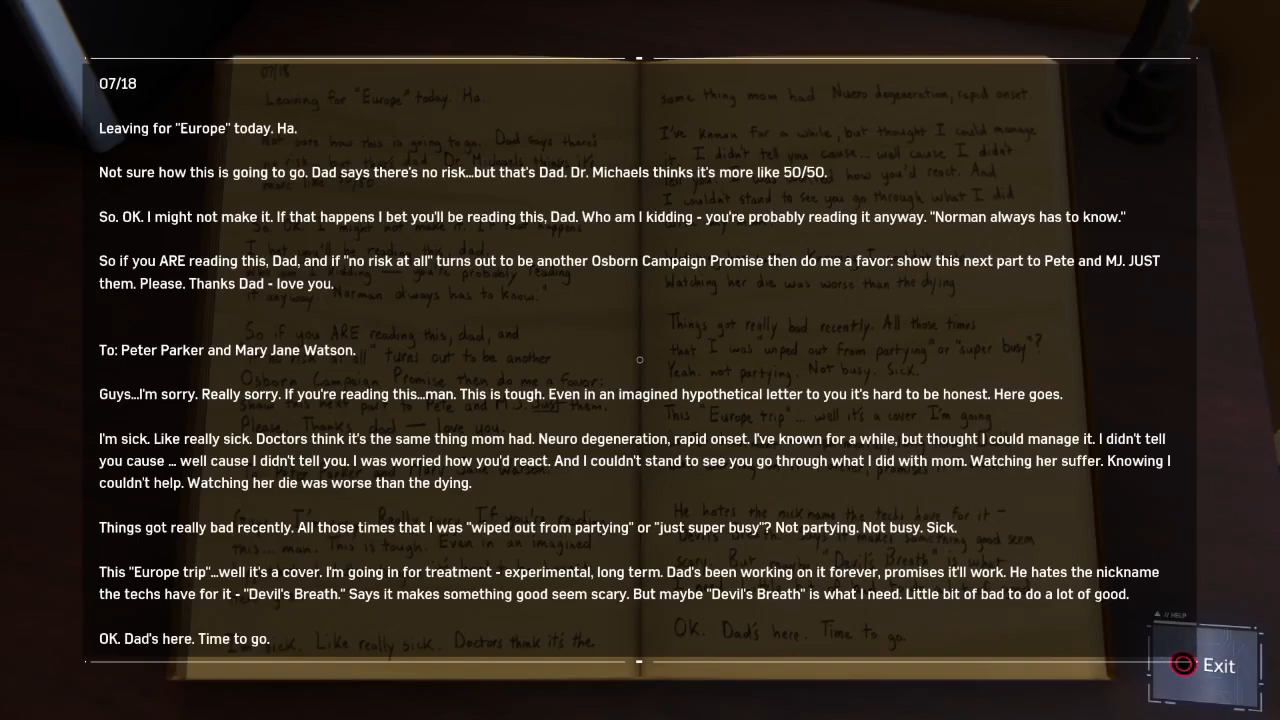 07/18
Leaving for "Europe" today. Ha.
Not sure how this is going to go. Dad says there's no risk...but that's Dad. Dr. Michaels thinks it's more like 50/50.
So. OK. I might not make it. If that happens I bet you'll be reading this, Dad. Who am I kidding - you're probably reading it anyway. "Norman always has to know."
So if you ARE reading this, Dad, and if "no risk at all" turns out to be another Osborn Campaign Promise then do me a favor: show this next part to Pete and MJ. JUST
them. Please. Thanks Dad - love you.
To: Peter Parker and Mary Jane Watson.
Guys...I'm sorry. Really sorry. If you're reading this...man. This is tough. Even in an imagined hypothetical letter to you it's hard to be honest. Here goes.
I'm sick. Like really sick. Doctors think it's the same thing mom had. Neuro degeneration, rapid onset. I've known for a while, but thought I could manage it. I didn't tell
you cause ... well cause I didn't tell you. I was worried how you'd react. And I couldn't stand to see you go through what I did with mom. Watching her suffer. Knowing I
couldn't help. Watching her die was worse than the dying.
Things got really bad recently. All those times that I was "wiped out from partying" or "just super busy"? Not partying. Not busy. Sick.
This "Europe trip"...well it's a cover. I'm going in for treatment - experimental, long term. Dad's been working on it forever, promises it'll work. He hates the nickname
the techs have for it - "Devil's Breath." Says it makes something good seem scary. But maybe "Devil's Breath" is what I need. Little bit of bad to do a lot of good.
OK. Dad's here. Time to go.
// HELP
Exit